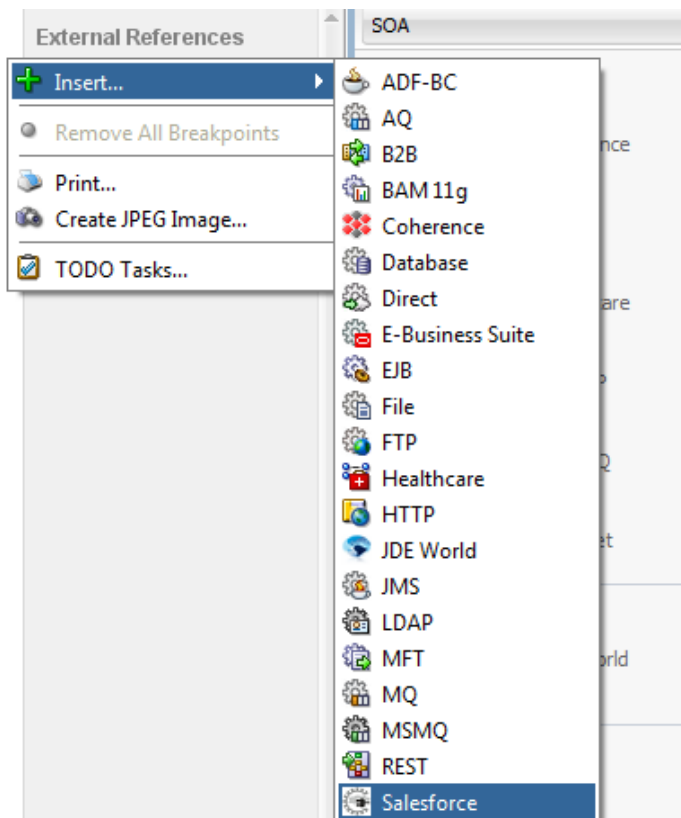 External References
SOA
Insert...
Remove All Breakpoints
Print...
Create JPEG Image...
TODO Tasks...
ADF-BC
AQ
B2B
BAM 11g
Coherence
Database
Direct
E-Business Suite
EJB
File
FTP
Healthcare
HTTP
JDE World
JMS
LDAP
MFT
MQ
MSMQ
REST
Salesforce